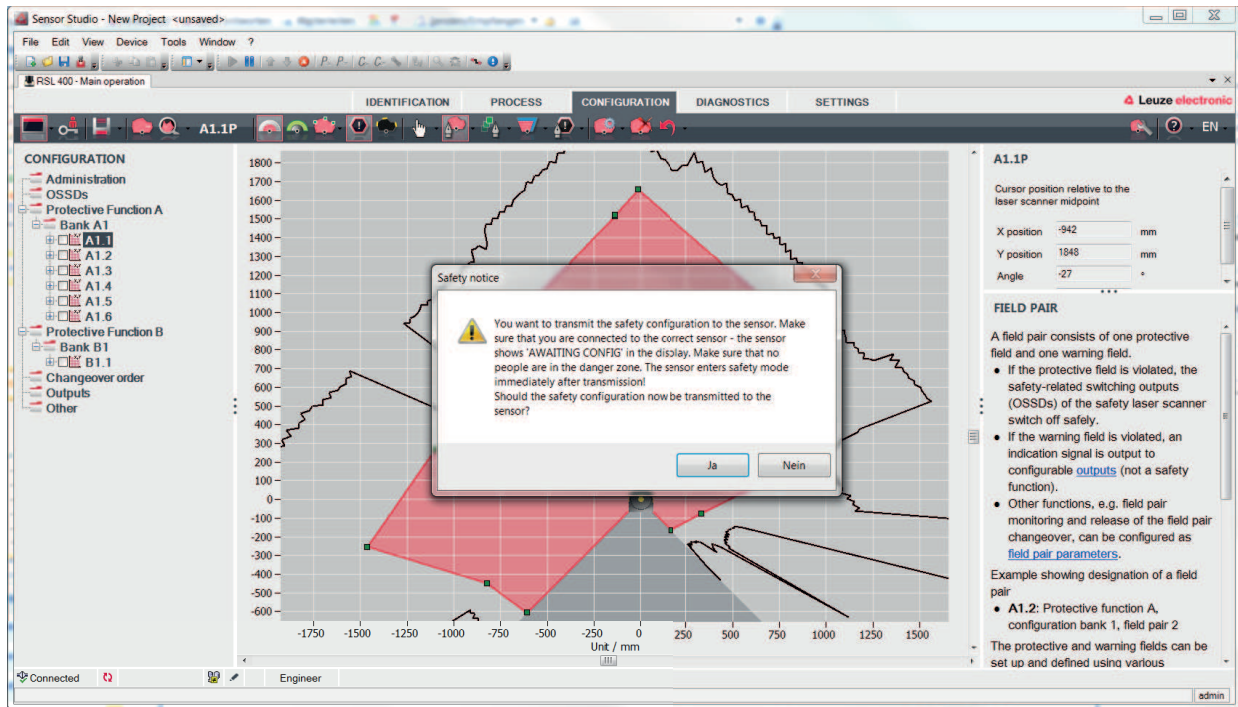 Sensor Studio - New Project <unsaved>
File Edit View Device Tools Window ?
P.. P.. C.. C..
RSL 400 - Main operation
IDENTIFICATION PROCESS CONFIGURATION DIAGNOSTICS SETTINGS
Leuze electronic
A1.1P
EN
CONFIGURATION
Administration
OSSDs
Protective Function A
Bank A1
A1.1
A1.2
A1.3
A1.4
A1.5
A1.6
Protective Function B
Bank B1
B1.1
Changeover order
Outputs
Other
1800
1700
1600
1500
1400
1300
1200
1100
1000
900
800
700
600
500
400
300
200
100
0
-100
-200
-300
-400
-500
-600
-1750 -1500 -1250 -1000 -750 -500 -250 0 250 500 750 1000 1250 1500
Unit / mm
Safety notice
You want to transmit the safety configuration to the sensor. Make
sure that you are connected to the correct sensor - the sensor
shows 'AWAITING CONFIG' in the display. Make sure that no
people are in the danger zone. The sensor enters safety mode
immediately after transmission!
Should the safety configuration now be transmitted to the
sensor?
Ja Nein
A1.1P
Cursor position relative to the
laser scanner midpoint
X position -942 mm
Y position 1848 mm
Angle -27 °
FIELD PAIR
A field pair consists of one protective
field and one warning field.
• If the protective field is violated, the
safety-related switching outputs
(OSSDs) of the safety laser scanner
switch off safely.
• If the warning field is violated, an
indication signal is output to
configurable outputs (not a safety
function).
• Other functions, e.g. field pair
monitoring and release of the field pair
changeover, can be configured as
field pair parameters.
Example showing designation of a field
pair
• A1.2: Protective function A,
configuration bank 1, field pair 2
The protective and warning fields can be
set up and defined using various
Connected Engineer
admin